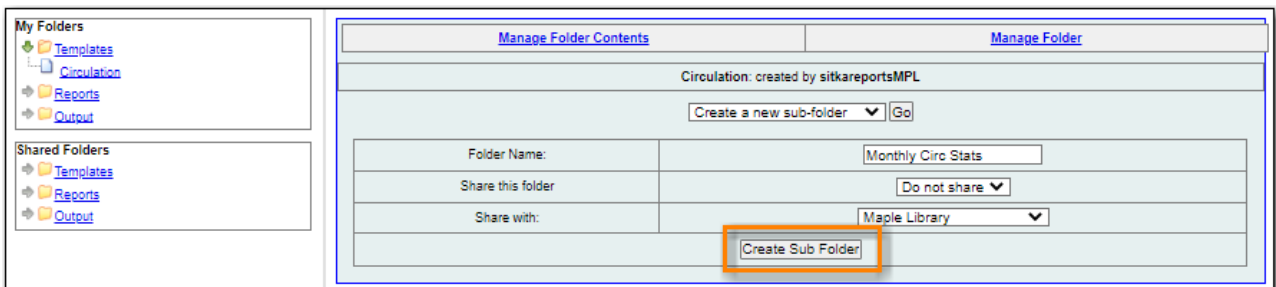 My Folders
Templates
Circulation
Reports
Output
Shared Folders
Templates
Reports
Output
Manage Folder Contents Manage Folder
Circulation: created by sitkareportsMPL
Create a new sub-folder Go
Folder Name: Monthly Circ Stats
Share this folder Do not share
Share with: Maple Library
Create Sub Folder